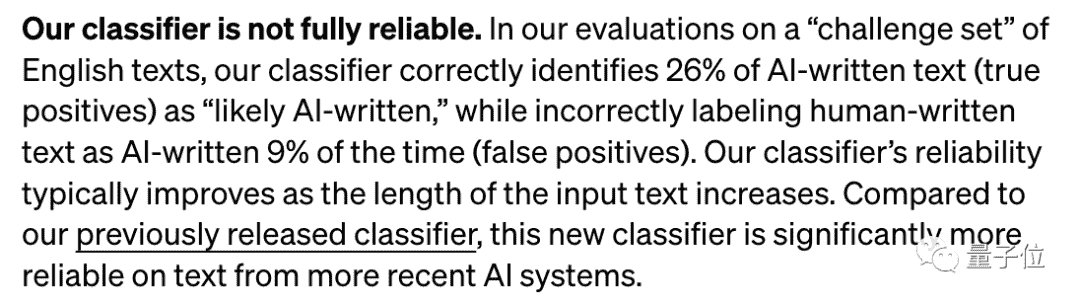 Our classifier is not fully reliable. In our evaluations on a “challenge set” of
English texts, our classifier correctly identifies 26% of AI-written text (true
positives) as “likely AI-written,” while incorrectly labeling human-written
text as AI-written 9% of the time (false positives). Our classifier’s reliability
typically improves as the length of the input text increases. Compared to
our previously released classifier, this new classifier is significantly more
reliable on text from more recent AI systems.
量子位